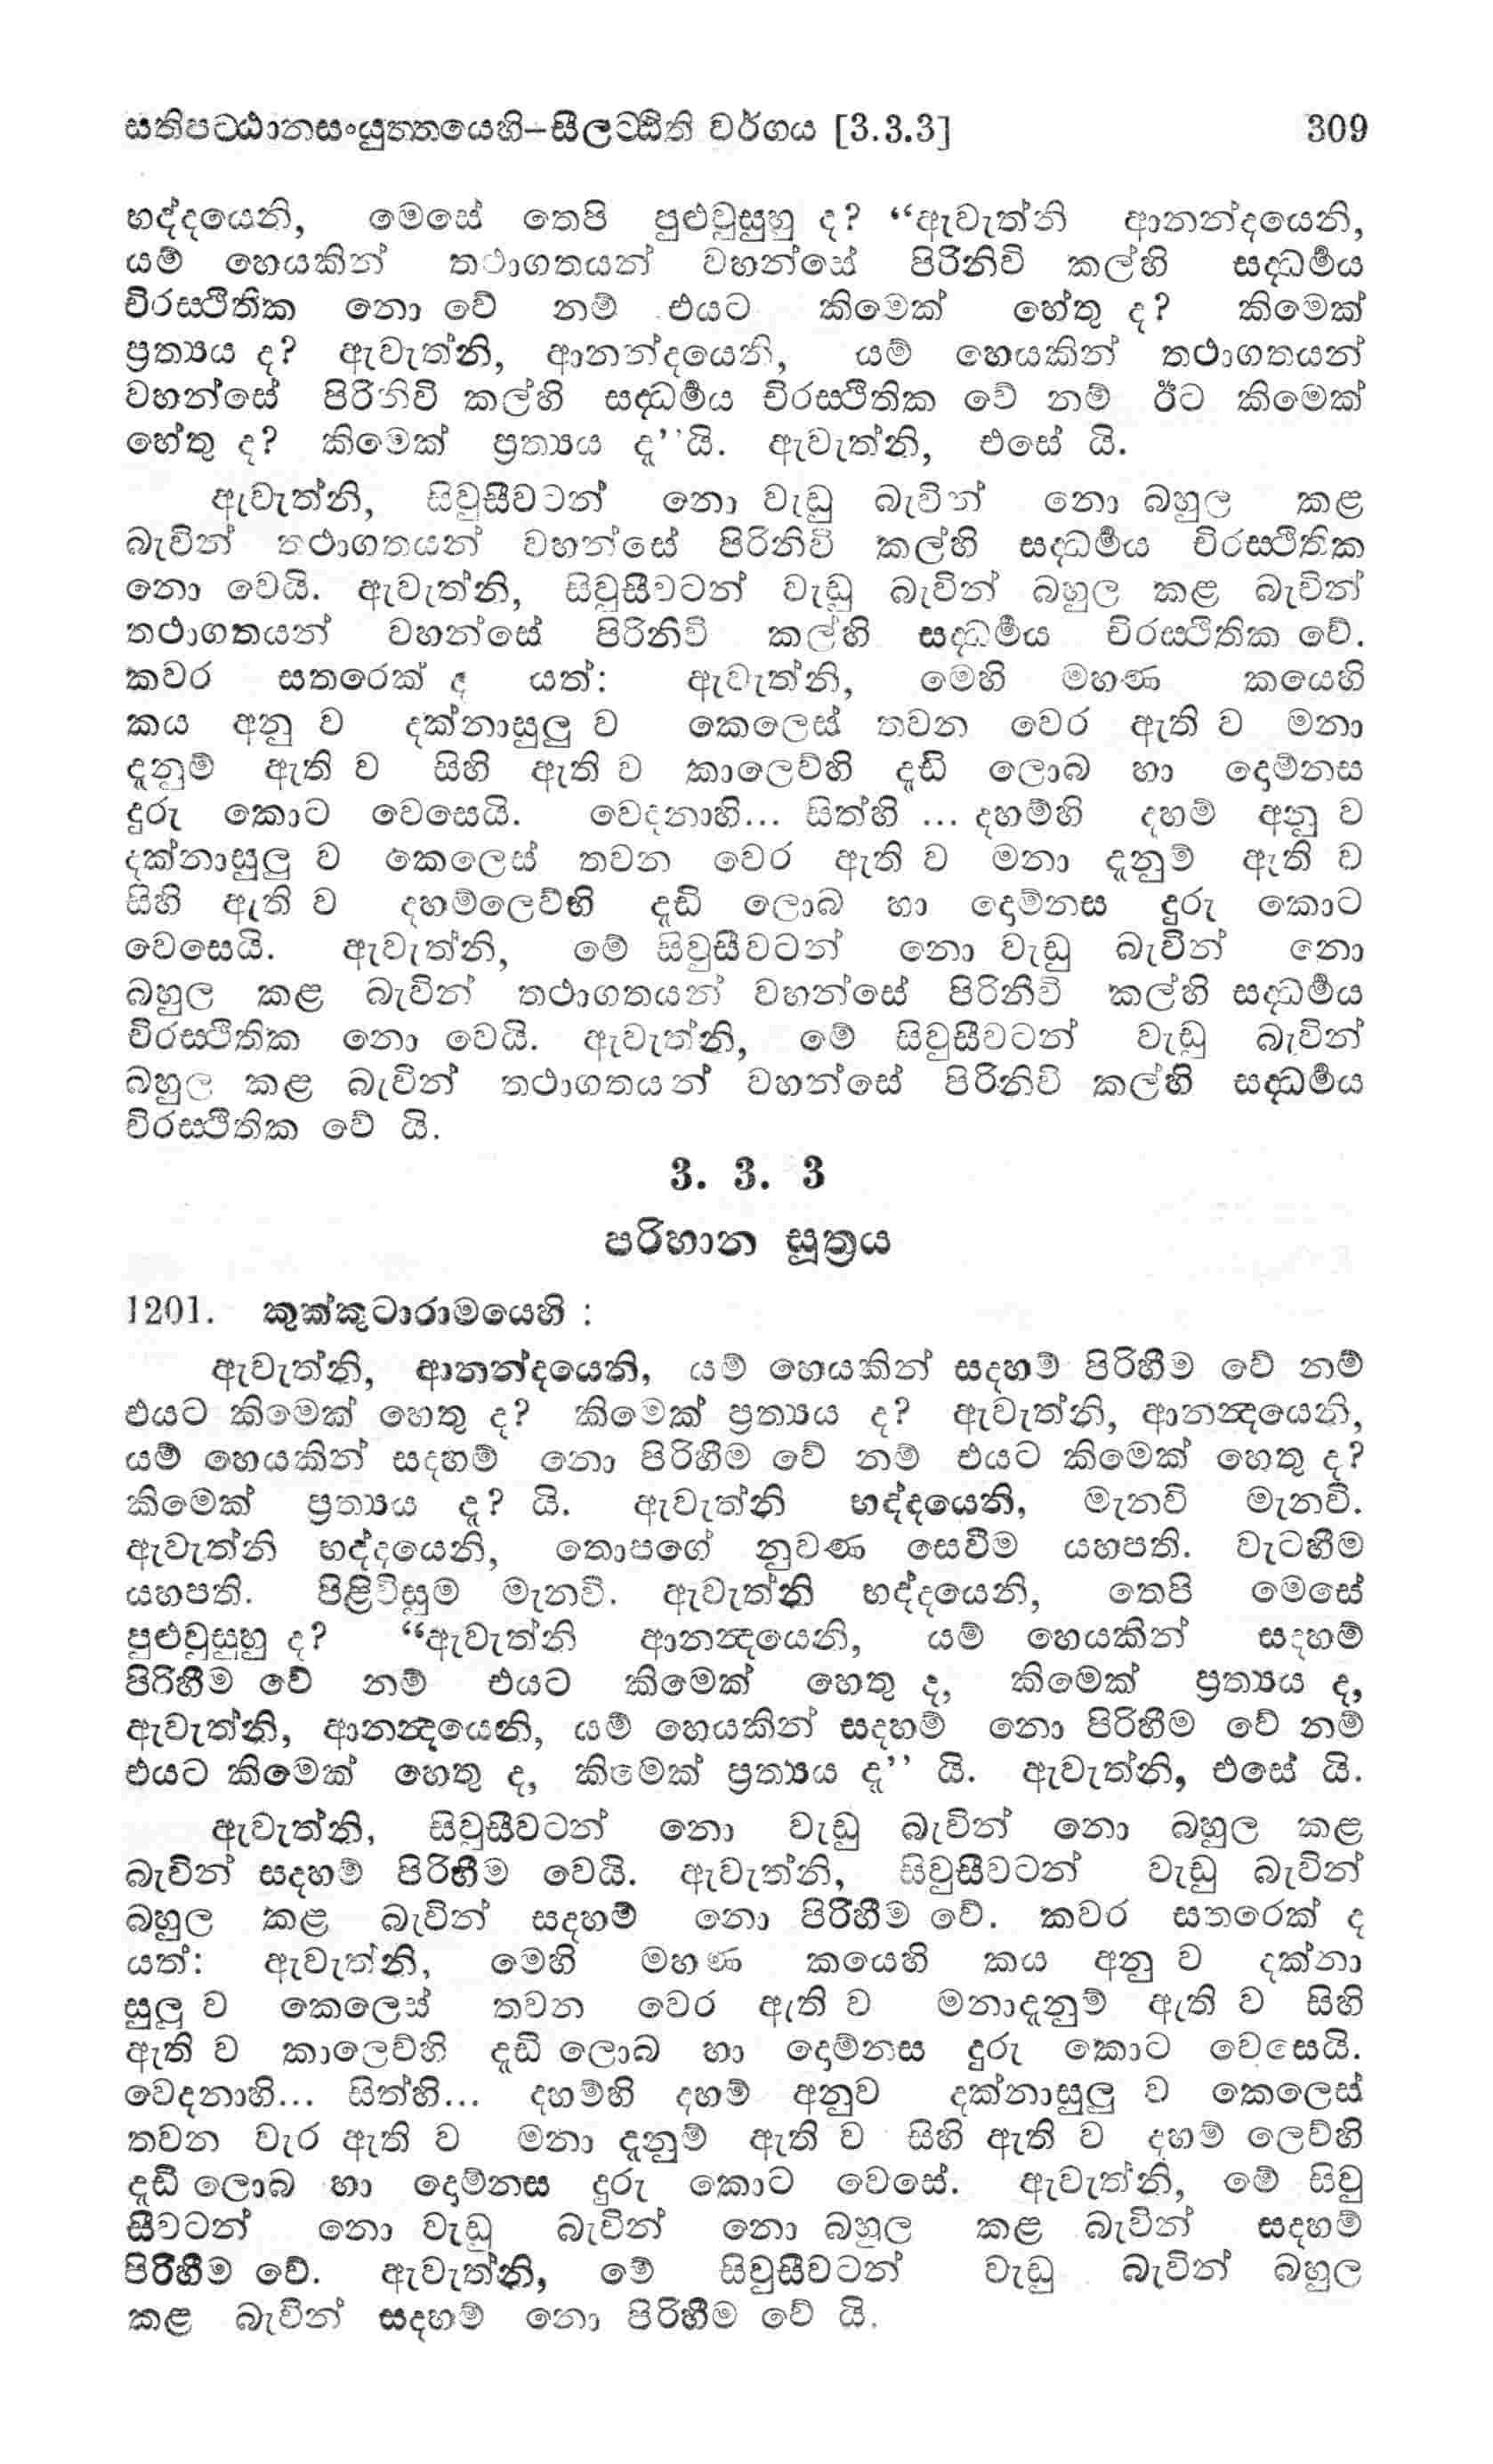 සතිපට්ඨානසංයුත්තයෙහි-සීලට්ඨිති වර්ගය [3.3.3] 309
භද්දයෙනි, මෙසේ තෙපි පුළුවුසුහු ද? “ඇවැත්නි ආනන්දයෙනි,
යම් හෙයකින් තථාගතයන් වහන්සේ පිරිනිවි කල්හි සද්ධර්මය
චිරස්ථිතික නො වේ නම් එයට කිමෙක් හේතු ද? කිමෙක්
ප්‍රත්‍යය ද? ඇවැත්නි, ආනන්දයෙනි, යම් හෙයකින් තථාගතයන්
වහන්සේ පිරිනිවි කල්හි සද්ධර්මය චිරස්ථිතික වේ නම් ඊට කිමෙක්
හේතු ද? කිමෙක් ප්‍රත්‍යය දැ’’යි. ඇවැත්නි, එසේ යි.
ඇවැත්නි, සිවුසීවටන් නො වැඩු බැවින් නො බහුල කළ
බැවින් තථාගතයන් වහන්සේ පිරිනිවි කල්හි සද්ධර්මය චිරස්ථිතික
නො වෙයි. ඇවැත්නි, සිවුසීවටන් වැඩූ බැවින් බහුල කළ බැවින්
තථාගතයන් වහන්සේ පිරිනිවි කල්හි සද්ධර්මය චිරස්ථිතික වේ.
කවර සතරෙක් ද යත්: ඇවැත්නි, මෙහි මහණ කයෙහි
කය අනු ව දක්නාසුලු ව කෙලෙස් තවන වෙර ඇති ව මනා
දැනුම් ඇති ව සිහි ඇති ව කාලෙව්හි දැඩි ලොබ හා දොම්නස
දුරු කොට වෙසෙයි. වෙදනාහි... සිත්හි ... දහම්හි දහම් අනු ව
දක්නාසුලු ව කෙලෙස් තවන වෙර ඇති ව මනා දැනුම් ඇති ව
සිහි ඇති ව දහම්ලෙව්හි දැඩි ලොබ හා දොම්නස දුරු කොට
වෙසෙයි. ඇවැත්නි, මේ සිවුසීවටන් නො වැඩු බැවින් නො
බහුල කළ බැවින් තථාගතයන් වහන්සේ පිරිනිවි කල්හි සද්ධර්මය
චිරස්ථිතික නො වෙයි. ඇවැත්නි, මේ සිවුසීවටන් වැඩූ බැවින්
බහුල කළ බැවින් තථාගතයන් වහන්සේ පිරිනිවි කල්හි සද්ධර්මය
චිරස්ථිතික වේ යි.
3. 3. 3
පරිහාන සූත්‍රය
1201. කුක්කුටාරාමයෙහි :
ඇවැත්නි, ආනන්දයෙනි, යම් හෙයකින් සදහම් පිරිහීම වේ නම්
එයට කිමෙක් හෙතු ද? කිමෙක් ප්‍රත්‍යය ද? ඇවැත්නි, ආනන්‍දයෙනි,
යම් හෙයකින් සදහම් නො පිරිහීම වේ නම් එයට කිමෙක් හෙතු ද?
කිමෙක් ප්‍රත්‍යය දැ? යි. ඇවැත්නි භද්දයෙනි, මැනවි මැනවි.
ඇවැත්නි භද්දයෙනි, තොපගේ නුවණ සෙවීම යහපති. වැටහීම
යහපති. පිළිවිසුම මැනවි. ඇවැත්නි භද්දයෙනි, තෙපි මෙසේ
පුළුවුසුහු ද? “ඇවැත්නි ආනන්‍දයෙනි, යම් හෙයකින් සදහම්
පිරිහීම වේ නම් එයට කිමෙක් හෙතු ද, කිමෙක් ප්‍රත්‍යය ද,
ඇවැත්නි, ආනන්‍දයෙනි, යම් හෙයකින් සදහම් නො පිරිහීම වේ නම්
එයට කිමෙක් හෙතු ද, කිමෙක් ප්‍රත්‍යය දැ’’ යි. ඇවැත්නි, එසේ යි.
ඇවැත්නි, සිවුසීවටන් නො වැඩු බැවින් නො බහුල කළ
බැවින් සදහම් පිරිහීම වෙයි. ඇවැත්නි, සිවුසීවටන් වැඩු බැවින්
බහුල කළ බැවින් සදහම් නො පිරිහීම වේ. කවර සතරෙක් ද
යත්: ඇවැත්නි, මෙහි මහණ කයෙහි කය අනු ව දක්නා
සුලු ව කෙලෙස් තවන වෙර ඇති ව මනාදැනුම් ඇති ව සිහි
ඇති ව කාලෙව්හි දැඩි ලොබ හා දොම්නස දුරු කොට වෙසෙයි.
වෙදනාහි... සිත්හි... දහම්හි දහම් අනුව දක්නාසුලු ව කෙලෙස්
තවන වැර ඇති ව මනා දැනුම් ඇති ව සිහි ඇති ව දහම් ලෙව්හි
දැඩි ලොබ හා දොම්නස දුරු කොට වෙසේ. ඇවැත්නි, මේ සිවු
සීවටන් නො වැඩු බැවින් නො බහුල කළ බැවින් සදහම්
පිරිහීම වේ. ඇවැත්නි, මේ සිවුසීවටන් වැඩු බැවින් බහුල
කළ බැවින් සදහම් නො පිරිහීම වේ යි.